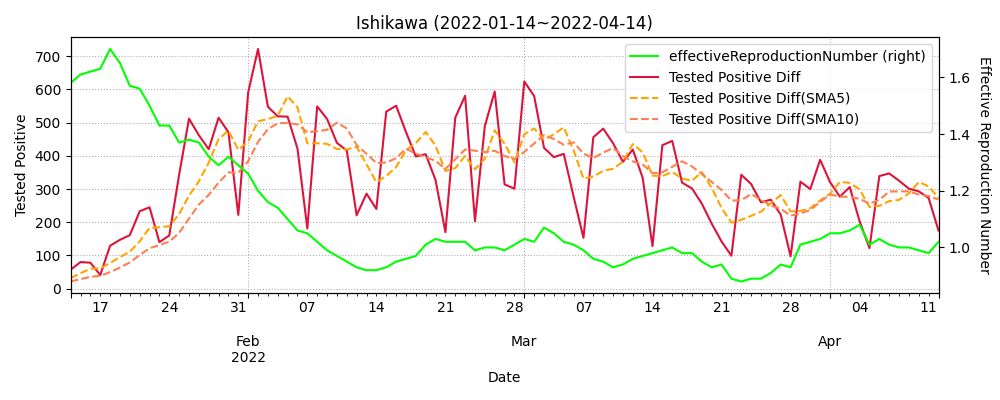 Ishikawa (2022-01-14~2022-04-14)
effectiveReproductionNumber (right)
Tested Positive Diff
Tested Positive Diff(SMA5)
Tested Positive Diff(SMA10)
Tested Positive
700
600
500
400
300
200
100
0
1.6
1.4
1.2
1.0
Effective Reproduction Number
17 24 31 07 14 21 28 07 14 21 28 04 11
Feb Mar Apr
2022
Date